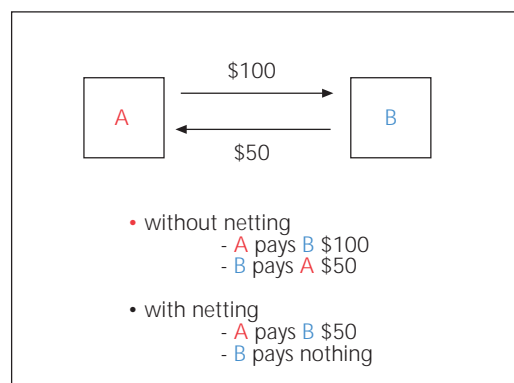 $100
A
B
$50
• without netting
- A pays B $100
- B pays A $50
• with netting
- A pays B $50
- B pays nothing